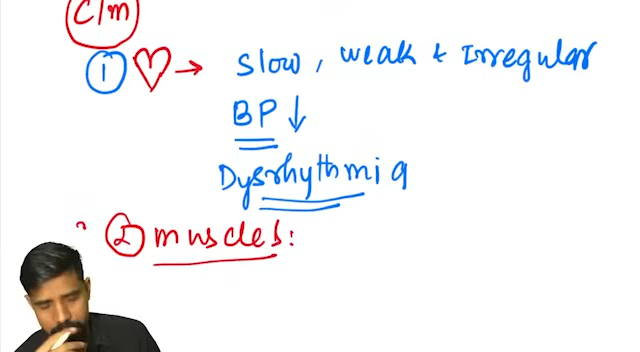 C/m
① ♡ → Slow, weak & Irregular
BP ↓
Dysrhythmia
② muscles: